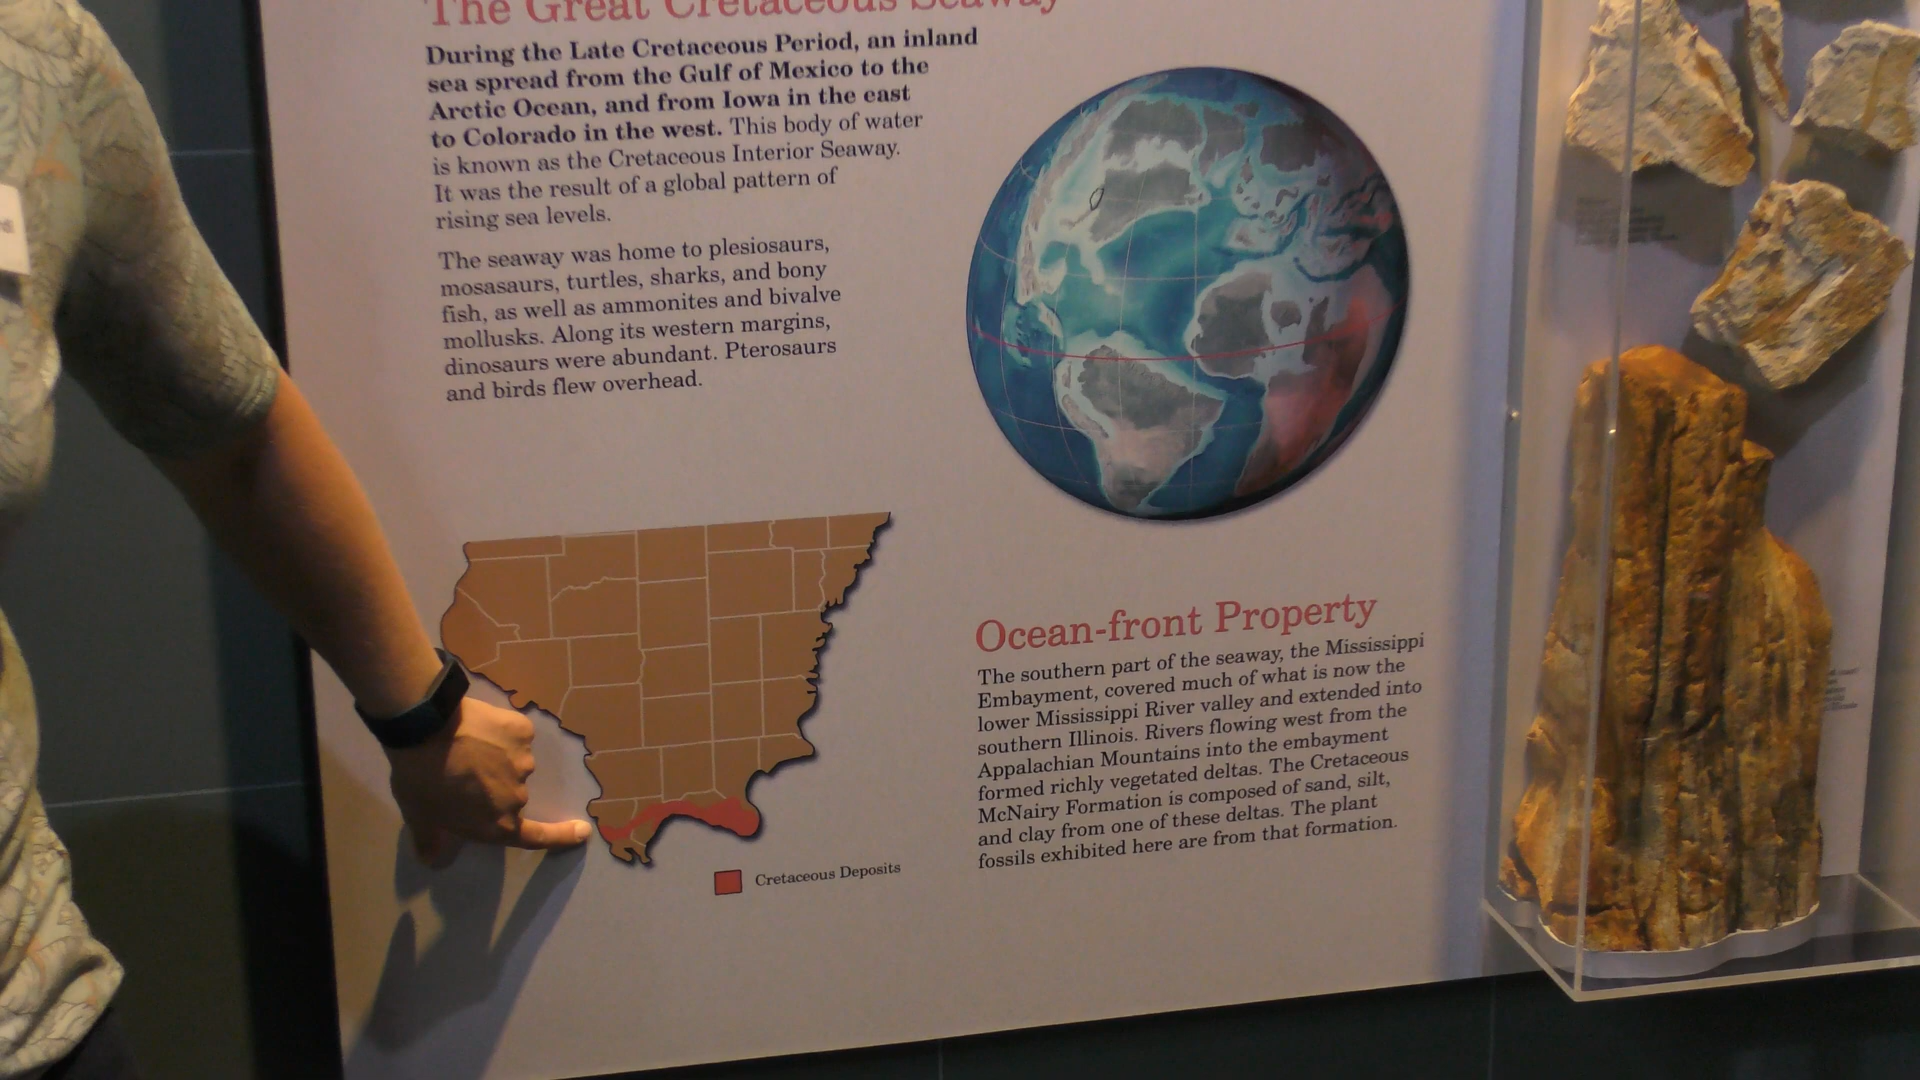 The Great Cretaceous Seaway
During the Late Cretaceous Period, an inland
sea spread from the Gulf of Mexico to the
Arctic Ocean, and from Iowa in the east
to Colorado in the west. This body of water
is known as the Cretaceous Interior Seaway.
It was the result of a global pattern of
rising sea levels.
The seaway was home to plesiosaurs,
mosasaurs, turtles, sharks, and bony
fish, as well as ammonites and bivalve
mollusks. Along its western margins,
dinosaurs were abundant. Pterosaurs
and birds flew overhead.
Cretaceous Deposits
Ocean-front Property
The southern part of the seaway, the Mississippi
Embayment, covered much of what is now the
lower Mississippi River valley and extended into
southern Illinois. Rivers flowing west from the
Appalachian Mountains into the embayment
formed richly vegetated deltas. The Cretaceous
McNairy Formation is composed of sand, silt,
and clay from one of these deltas. The plant
fossils exhibited here are from that formation.